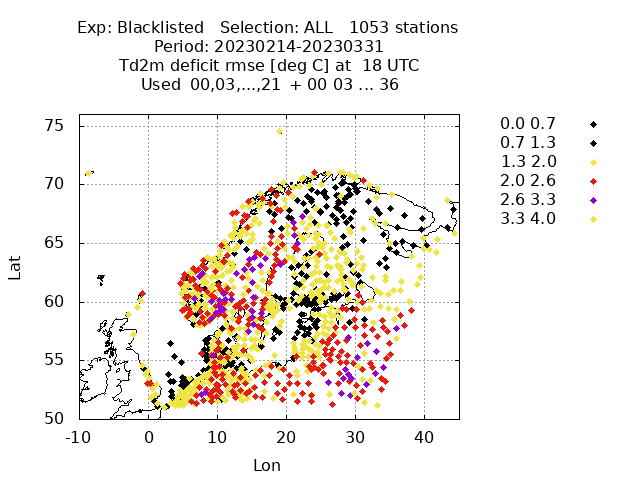 Exp: Blacklisted   Selection: ALL   1053 stations
Period: 20230214-20230331
Td2m deficit rmse [deg C] at  18 UTC
Used  00,03,...,21  + 00 03 ... 36
75
70
65
60
55
50
Lat
-10 0 10 20 30 40
Lon
0.0 0.7
0.7 1.3
1.3 2.0
2.0 2.6
2.6 3.3
3.3 4.0